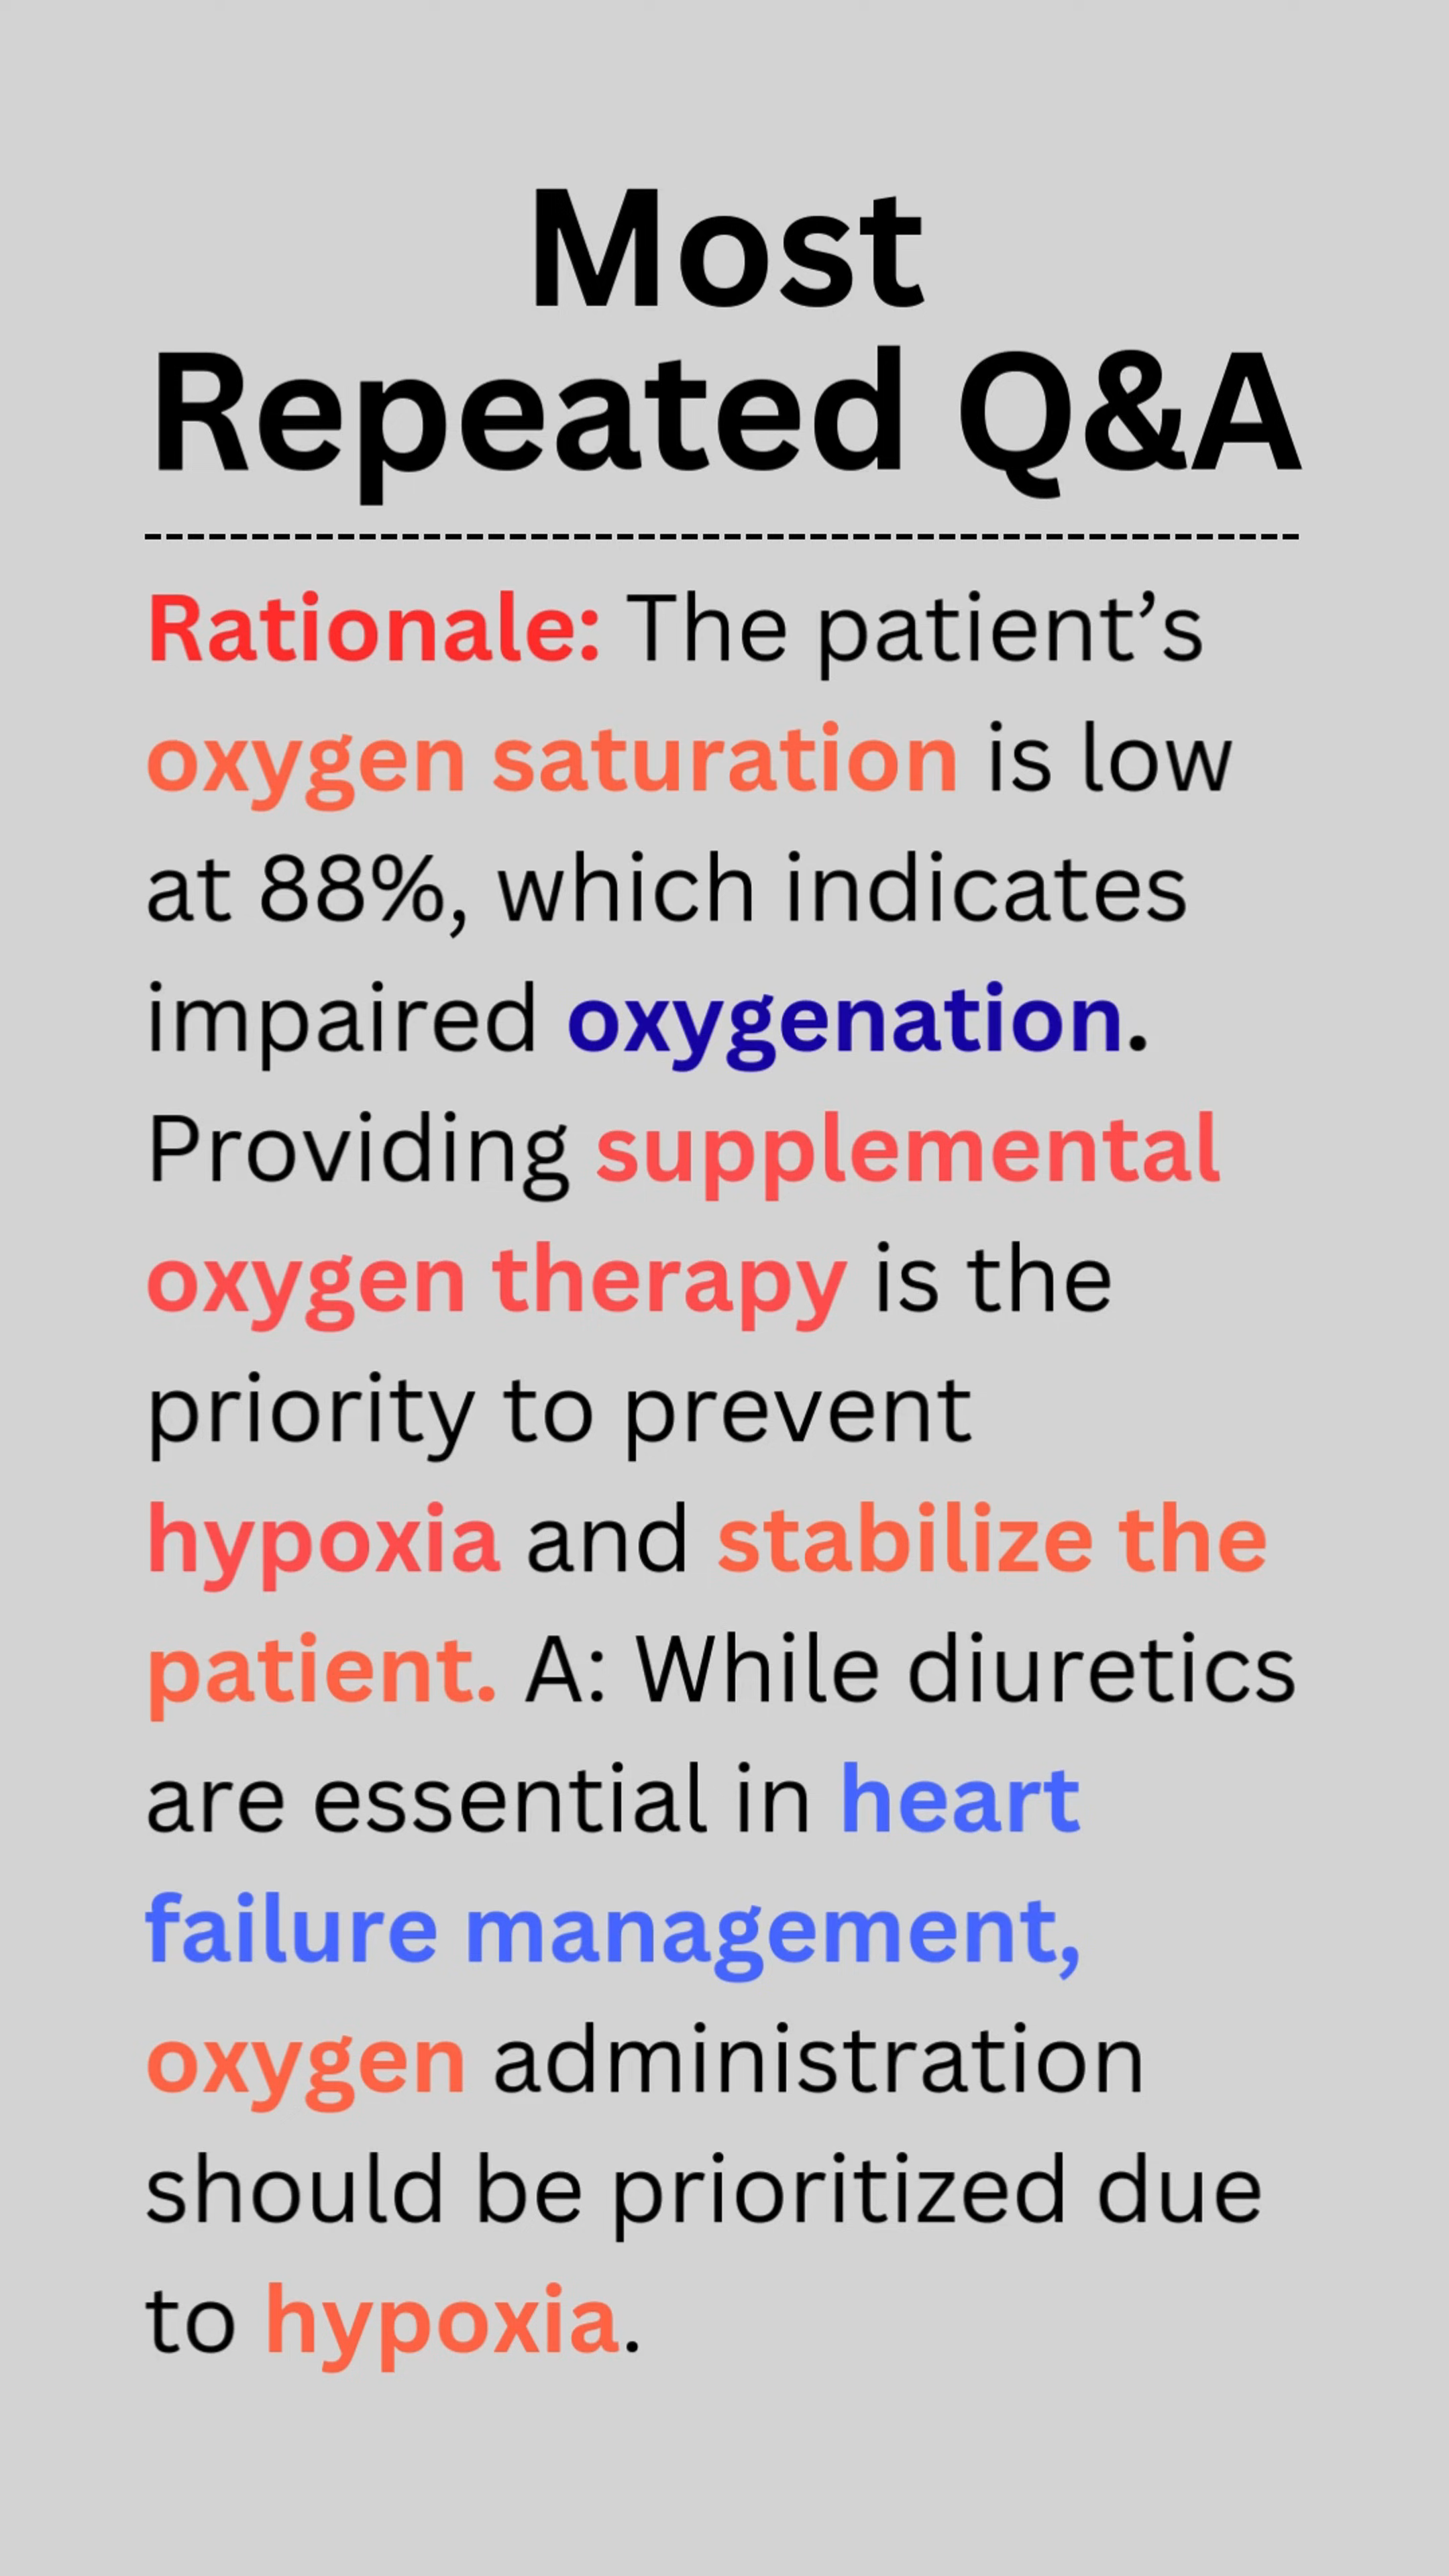 Most
Repeated Q&A
Rationale: The patient’s
oxygen saturation is low
at 88%, which indicates
impaired oxygenation.
Providing supplemental
oxygen therapy is the
priority to prevent
hypoxia and stabilize the
patient. A: While diuretics
are essential in heart
failure management,
oxygen administration
should be prioritized due
to hypoxia.